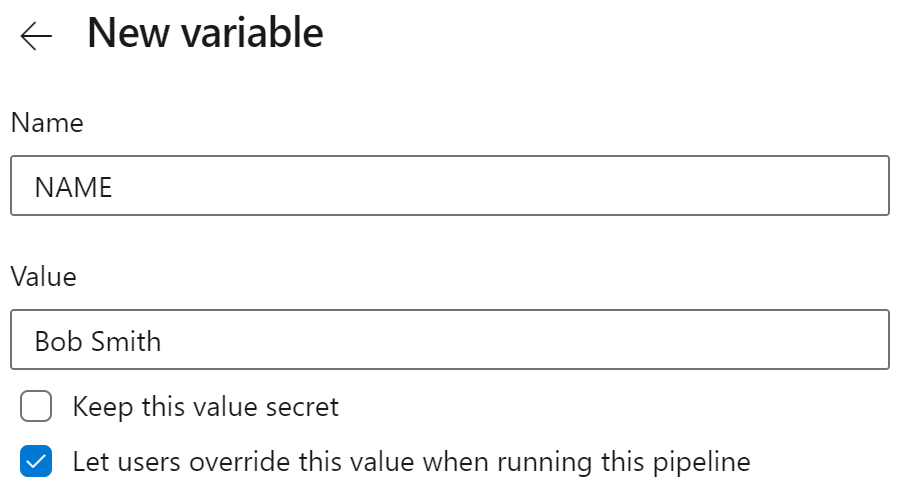 New variable
Name
NAME
Value
Bob Smith
Keep this value secret
Let users override this value when running this pipeline